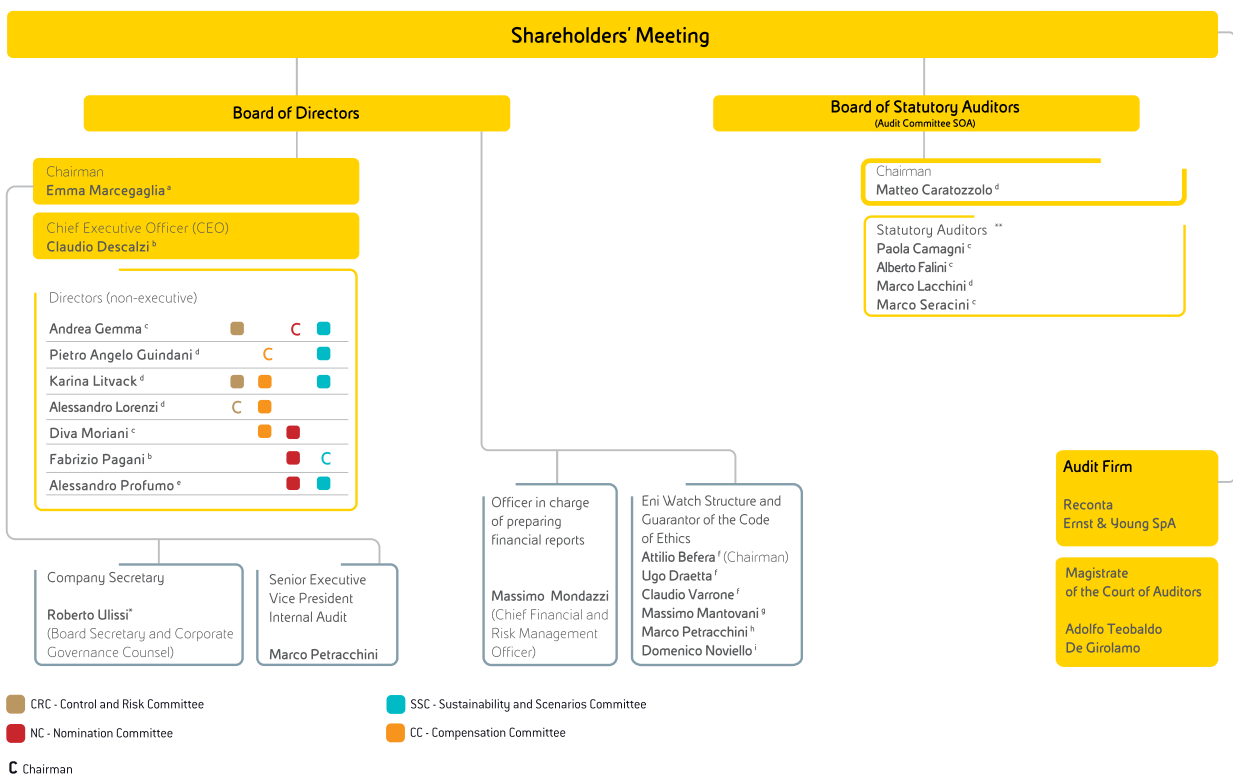 Shareholders' Meeting
Board of Directors
Board of Statutory Auditors
(Audit Committee SOA)
Chairman
Emma Marcegaglia a
Chief Executive Officer (CEO)
Claudio Descalzi b
Directors (non-executive)
Andrea Gemma c C
Pietro Angelo Guindani d C
Karina Litvack d
Alessandro Lorenzi d C
Diva Moriani c
Fabrizio Pagani b C
Alessandro Profumo e
Chairman
Matteo Caratozzolo d
Statutory Auditors **
Paola Camagni c
Alberto Falini c
Marco Lacchini d
Marco Seracini c
Company Secretary
Roberto Ulissi*
(Board Secretary and Corporate
Governance Counsel)
Senior Executive
Vice President
Internal Audit
Marco Petracchini
Officer in charge
of preparing
financial reports
Massimo Mondazzi
(Chief Financial and
Risk Management
Officer)
Eni Watch Structure and
Guarantor of the Code
of Ethics
Attilio Befera f (Chairman)
Ugo Draetta f
Claudio Varrone f
Massimo Mantovani g
Marco Petracchini h
Domenico Noviello i
Audit Firm
Reconta
Ernst & Young SpA
Magistrate
of the Court of Auditors
Adolfo Teobaldo
De Girolamo
CRC - Control and Risk Committee
SSC - Sustainability and Scenarios Committee
NC - Nomination Committee
CC - Compensation Committee
C Chairman